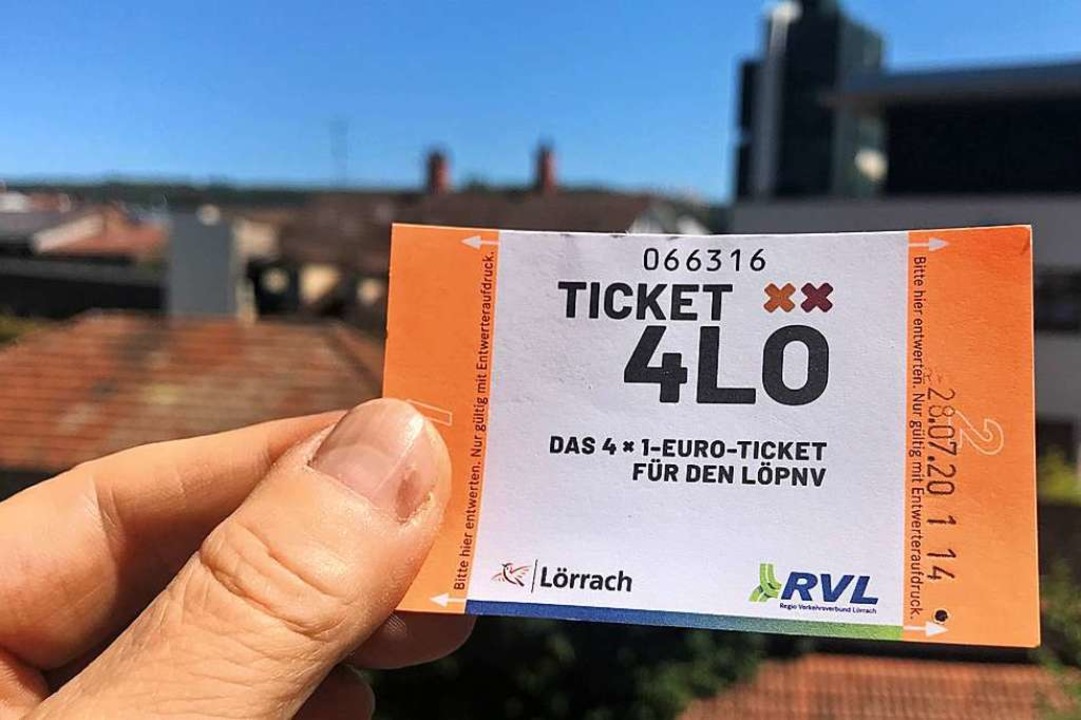 066316
TICKET
4LO
DAS 4 × 1-EURO-TICKET
FÜR DEN LÖPNV
Lörrach
RVL
Regio Verkehrsverbund Lörrach
Bitte hier entwerten. Nur gültig mit Entwerteraufdruck.
1
Bitte hier entwerten. Nur gültig mit Entwerteraufdruck.
28.07.20 1 14
2